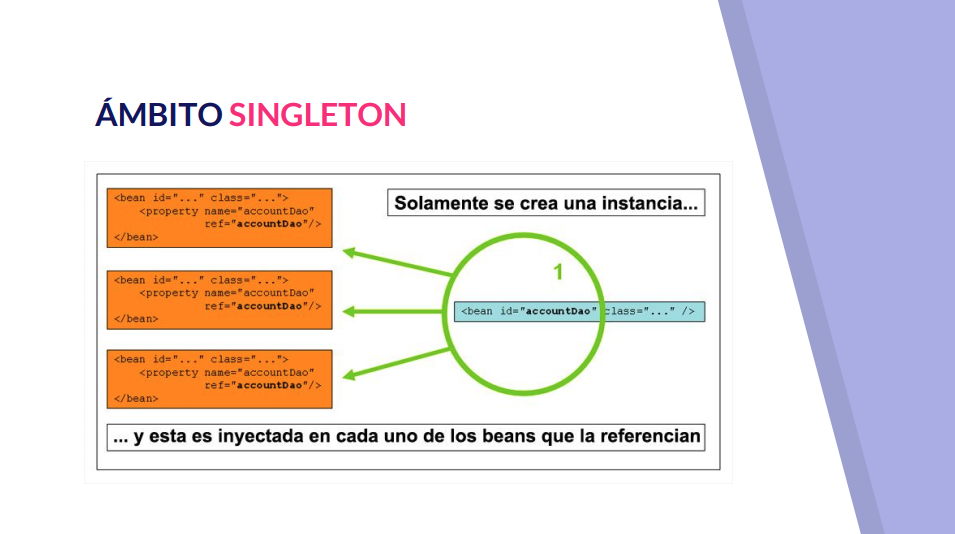 ÁMBITO SINGLETON
<bean id="..." class="...">
<property name="accountDao"
ref="accountDao"/>
</bean>
Solamente se crea una instancia...
1
<bean id="..." class="...">
<property name="accountDao"
ref="accountDao"/>
</bean>
<bean id="accountDao" class="..." />
<bean id="..." class="...">
<property name="accountDao"
ref="accountDao"/>
</bean>
... y esta es inyectada en cada uno de los beans que la referencian